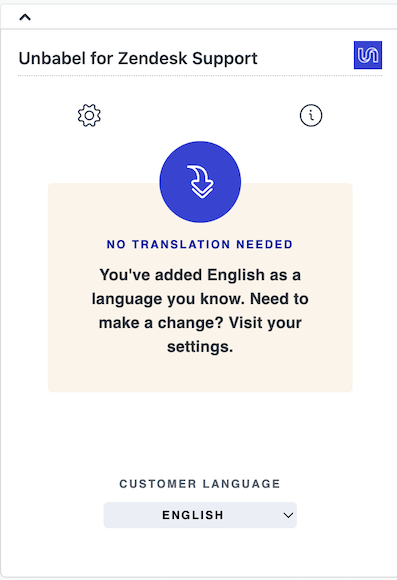 Unbabel for Zendesk Support
NO TRANSLATION NEEDED
You've added English as a
language you know. Need to
make a change? Visit your
settings.
CUSTOMER LANGUAGE
ENGLISH